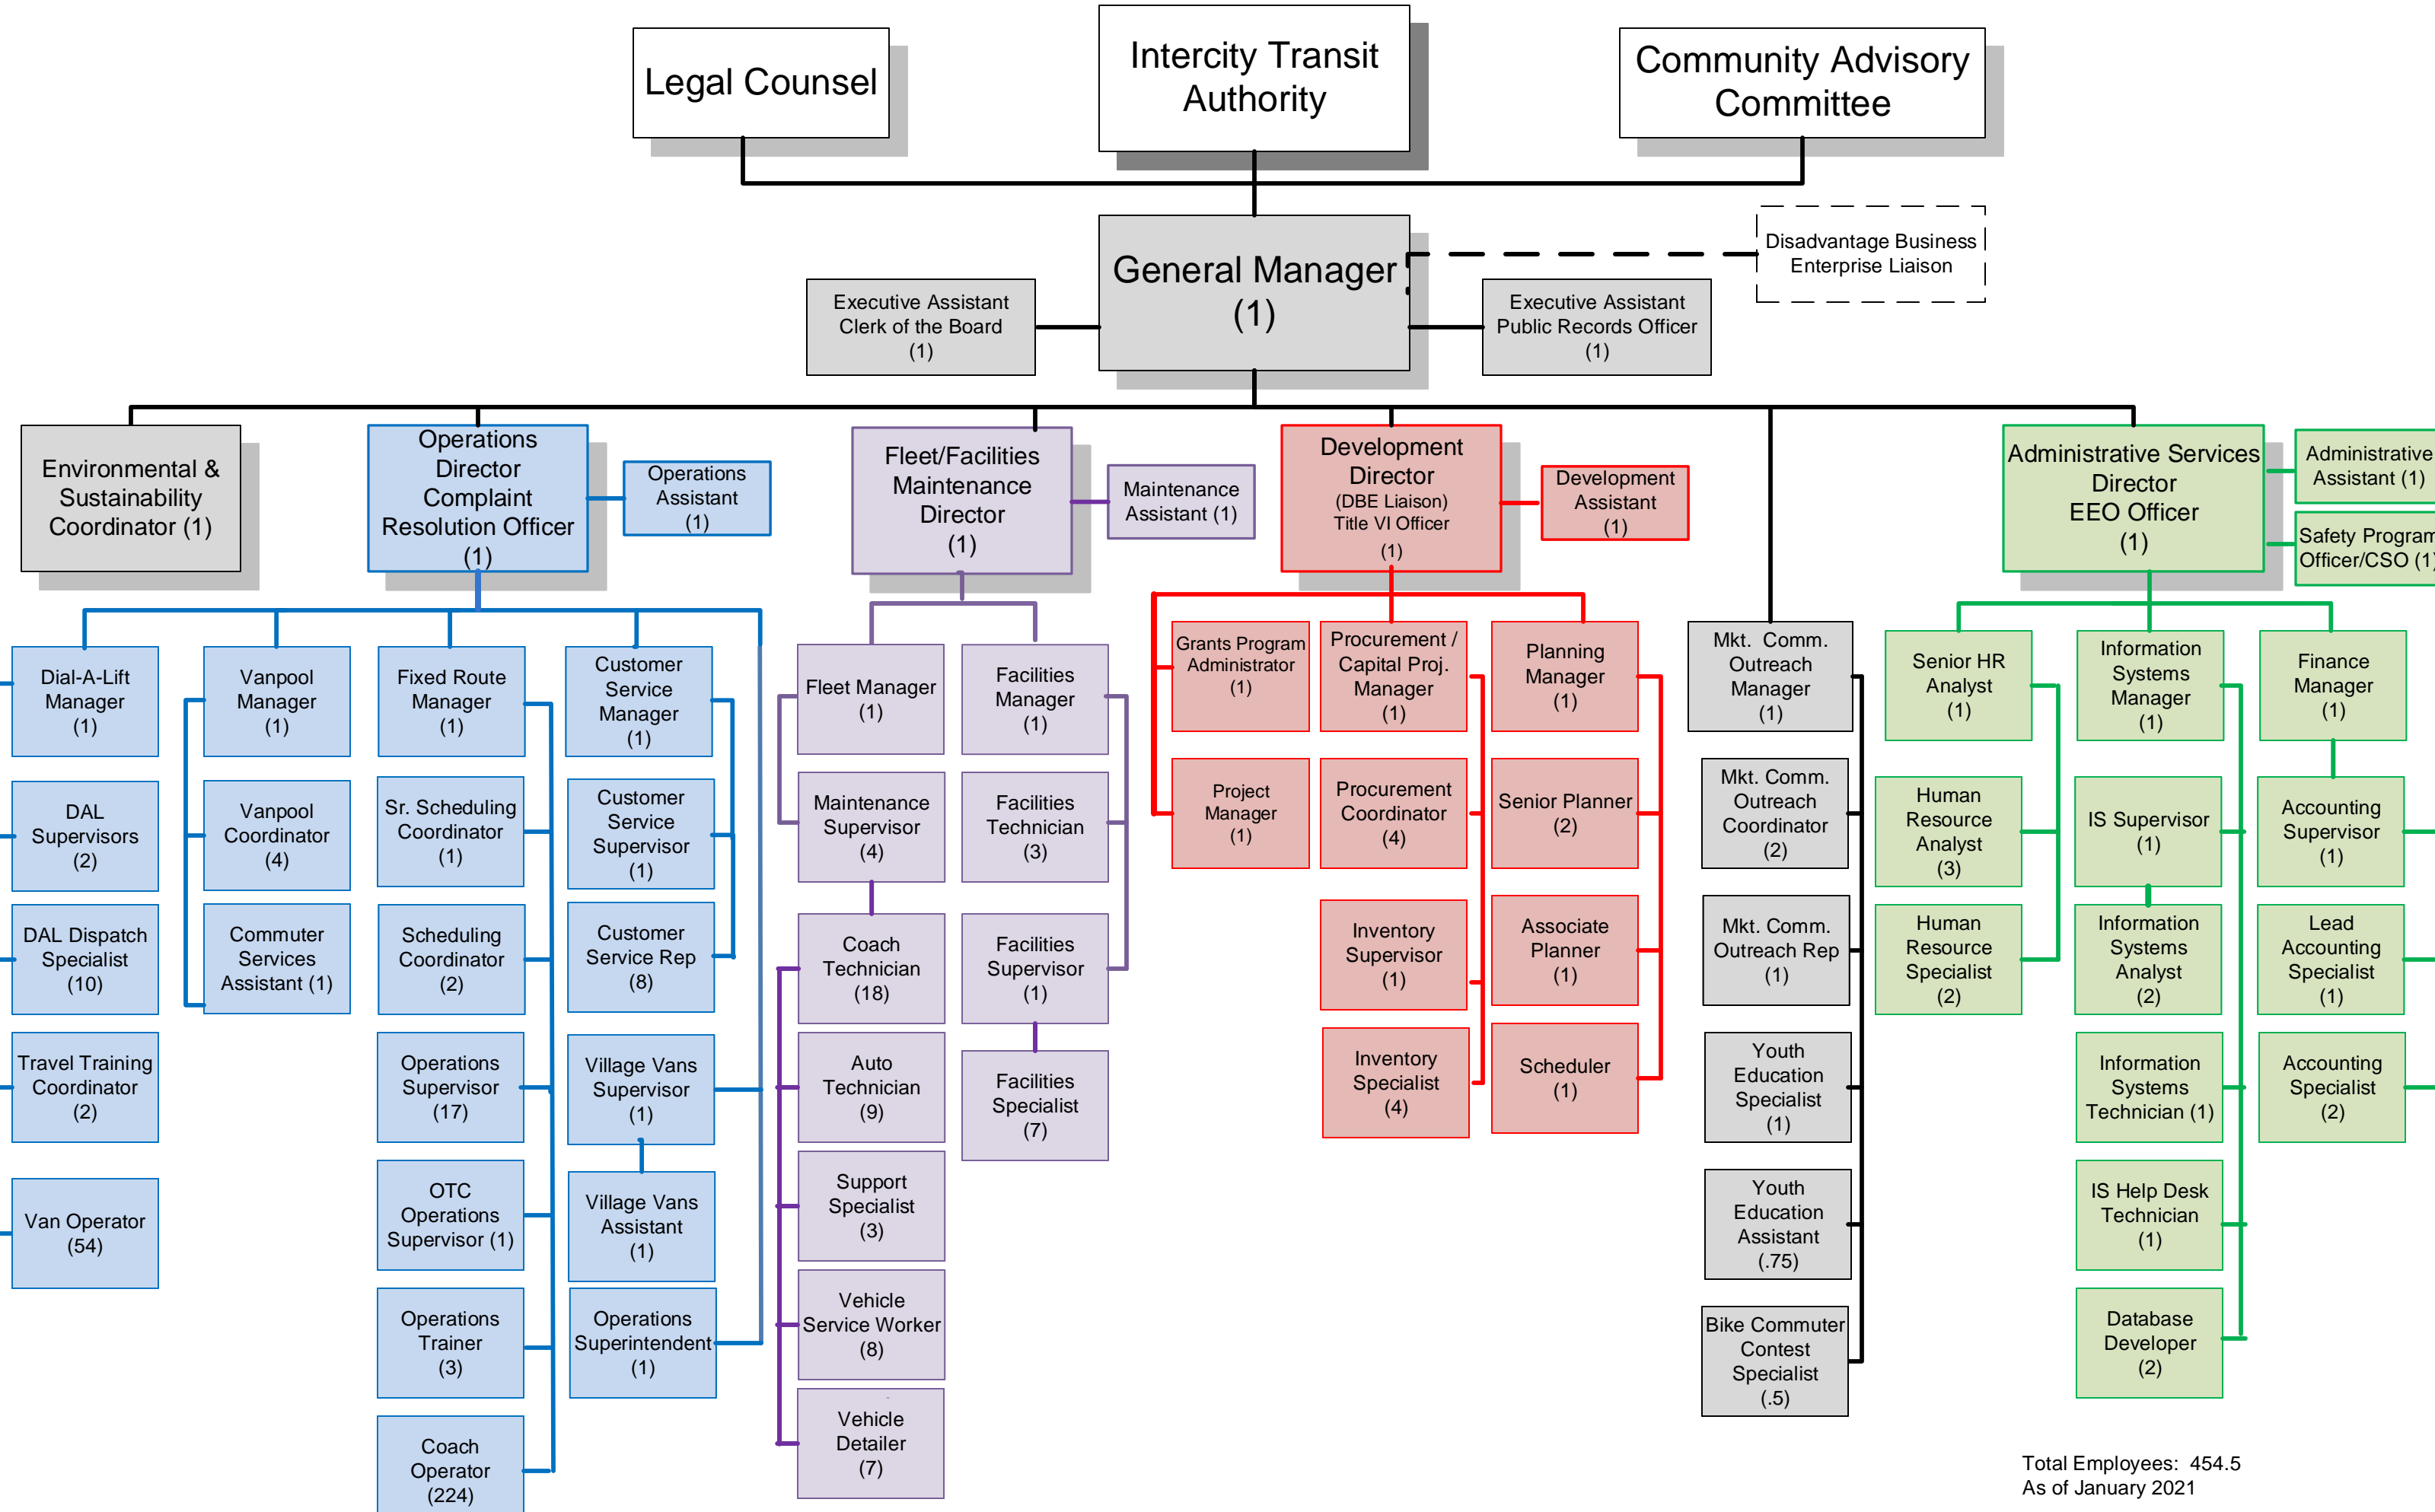 Legal Counsel
Intercity Transit
Authority
Community Advisory
Committee
General Manager
(1)
Disadvantage Business
Enterprise Liaison
Executive Assistant
Clerk of the Board
(1)
Executive Assistant
Public Records Officer
(1)
Environmental &
Sustainability
Coordinator (1)
Operations
Director
Complaint
Resolution Officer
(1)
Operations
Assistant
(1)
Fleet/Facilities
Maintenance
Director
(1)
Maintenance
Assistant (1)
Development
Director
(DBE Liaison)
Title VI Officer
(1)
Development
Assistant
(1)
Administrative Services
Director
EEO Officer
(1)
Administrative
Assistant (1)
Safety Program
Officer/CSO (1)
Dial-A-Lift
Manager
(1)
DAL
Supervisors
(2)
DAL Dispatch
Specialist
(10)
Travel Training
Coordinator
(2)
Van Operator
(54)
Vanpool
Manager
(1)
Vanpool
Coordinator
(4)
Commuter
Services
Assistant (1)
Fixed Route
Manager
(1)
Sr. Scheduling
Coordinator
(1)
Scheduling
Coordinator
(2)
Operations
Supervisor
(17)
OTC
Operations
Supervisor (1)
Operations
Trainer
(3)
Coach
Operator
(224)
Customer
Service
Manager
(1)
Customer
Service
Supervisor
(1)
Customer
Service Rep
(8)
Village Vans
Supervisor
(1)
Village Vans
Assistant
(1)
Operations
Superintendent
(1)
Fleet Manager
(1)
Maintenance
Supervisor
(4)
Coach
Technician
(18)
Auto
Technician
(9)
Support
Specialist
(3)
Vehicle
Service Worker
(8)
Vehicle
Detailer
(7)
Facilities
Manager
(1)
Facilities
Technician
(3)
Facilities
Supervisor
(1)
Facilities
Specialist
(7)
Grants Program
Administrator
(1)
Project
Manager
(1)
Procurement /
Capital Proj.
Manager
(1)
Procurement
Coordinator
(4)
Inventory
Supervisor
(1)
Inventory
Specialist
(4)
Planning
Manager
(1)
Senior Planner
(2)
Associate
Planner
(1)
Scheduler
(1)
Mkt. Comm.
Outreach
Manager
(1)
Mkt. Comm.
Outreach
Coordinator
(2)
Mkt. Comm.
Outreach Rep
(1)
Youth
Education
Specialist
(1)
Youth
Education
Assistant
(.75)
Bike Commuter
Contest
Specialist
(.5)
Senior HR
Analyst
(1)
Human
Resource
Analyst
(3)
Human
Resource
Specialist
(2)
Information
Systems
Manager
(1)
IS Supervisor
(1)
Information
Systems
Analyst
(2)
Information
Systems
Technician (1)
IS Help Desk
Technician
(1)
Database
Developer
(2)
Finance
Manager
(1)
Accounting
Supervisor
(1)
Lead
Accounting
Specialist
(1)
Accounting
Specialist
(2)
Total Employees: 454.5
As of January 2021